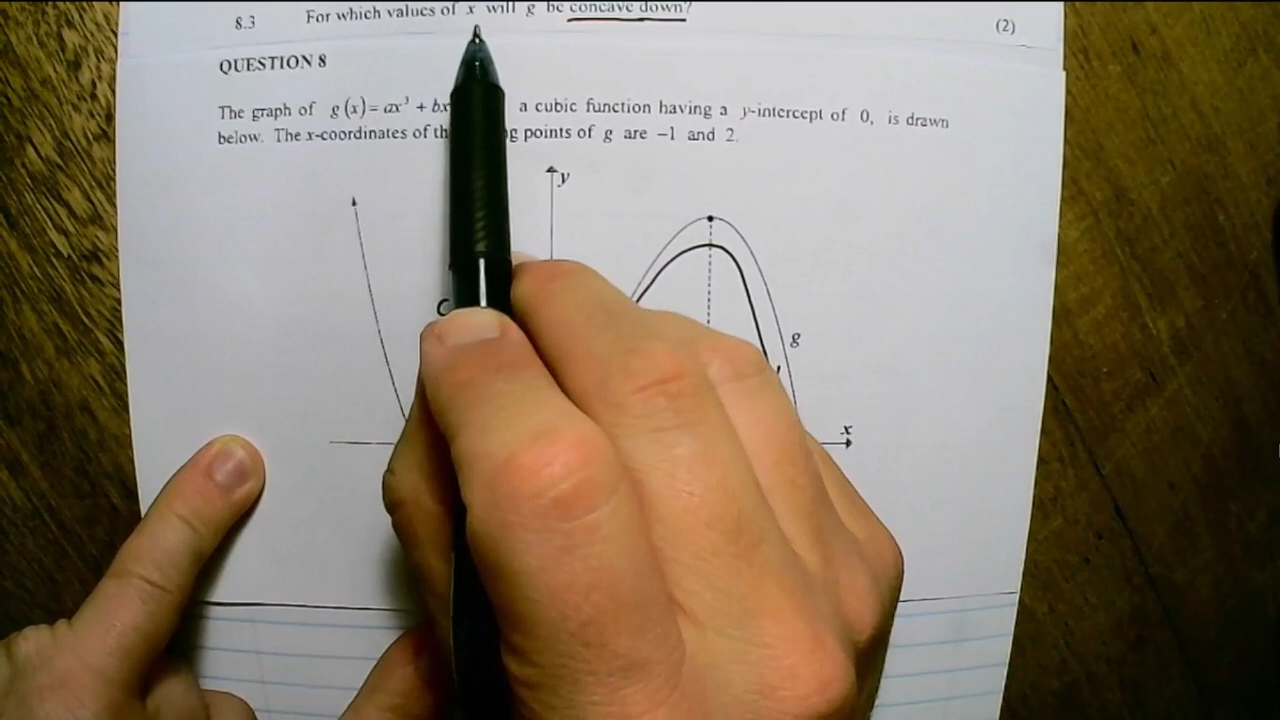 8.3 For which values of x will g be concave down?
(2)
QUESTION 8
The graph of g(x) = ax³ + bx a cubic function having a y-intercept of 0, is drawn
below. The x-coordinates of points of g are −1 and 2.
y
g
x